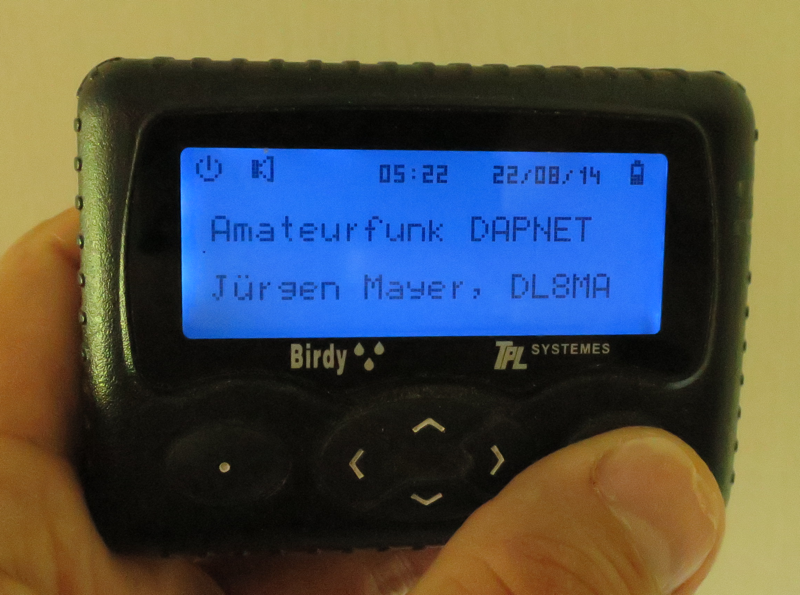 05:22 22/08/14
Amateurfunk DAPNET
Jürgen Mayer, DL8MA
Birdy TPL SYSTEMES